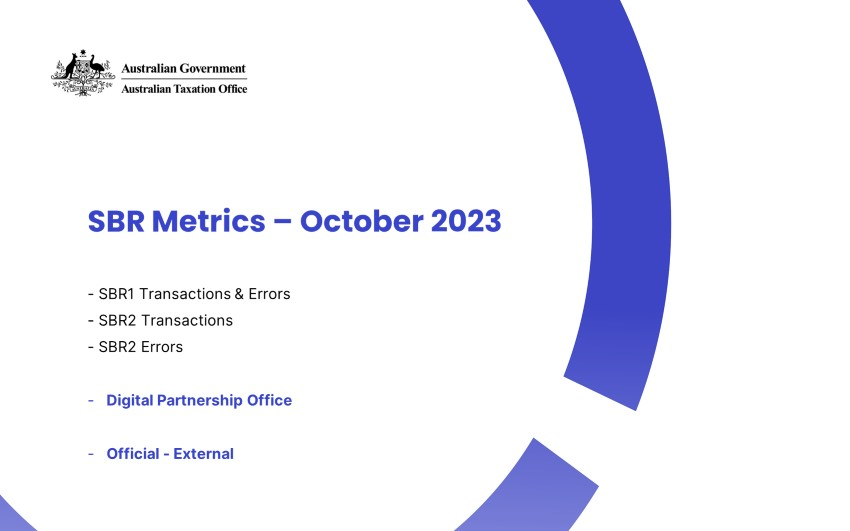 Australian Government
Australian Taxation Office
SBR Metrics – October 2023
- SBR1 Transactions & Errors
- SBR2 Transactions
- SBR2 Errors
- Digital Partnership Office
- Official - External